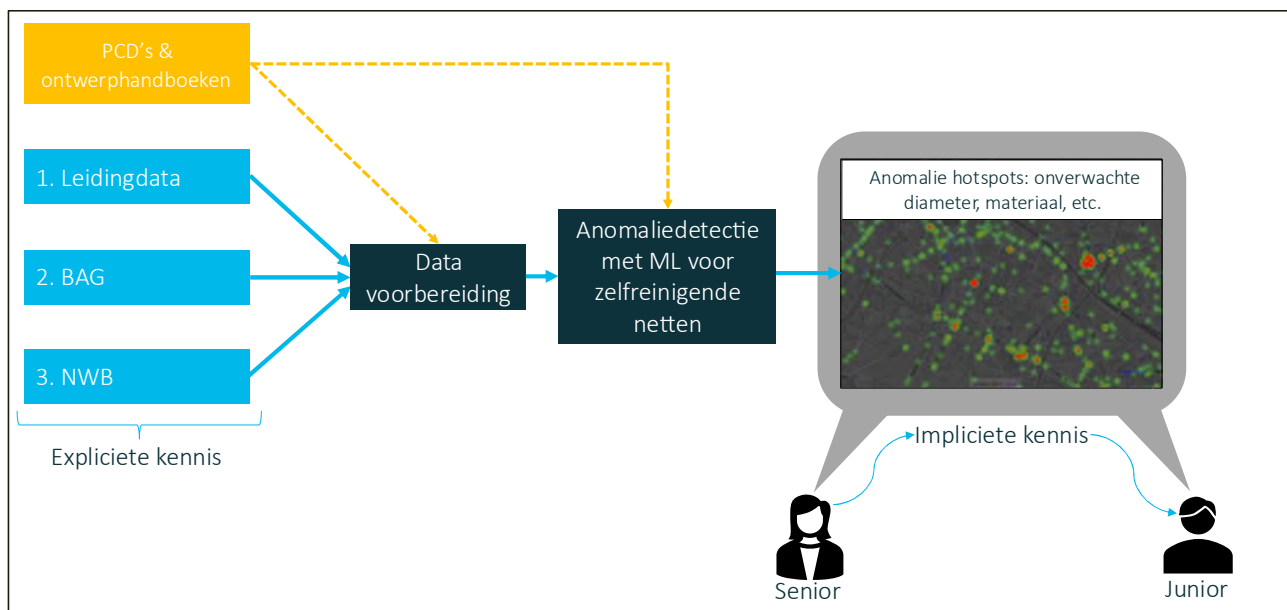 PCD's &
ontwerphandboeken
1. Leidingdata
2. BAG
3. NWB
Expliciete kennis
Data
voorbereiding
Anomaliedetectie
met ML voor
zelfreinigende
netten
Anomalie hotspots: onverwachte
diameter, materiaal, etc.
Impliciete kennis
Senior
Junior